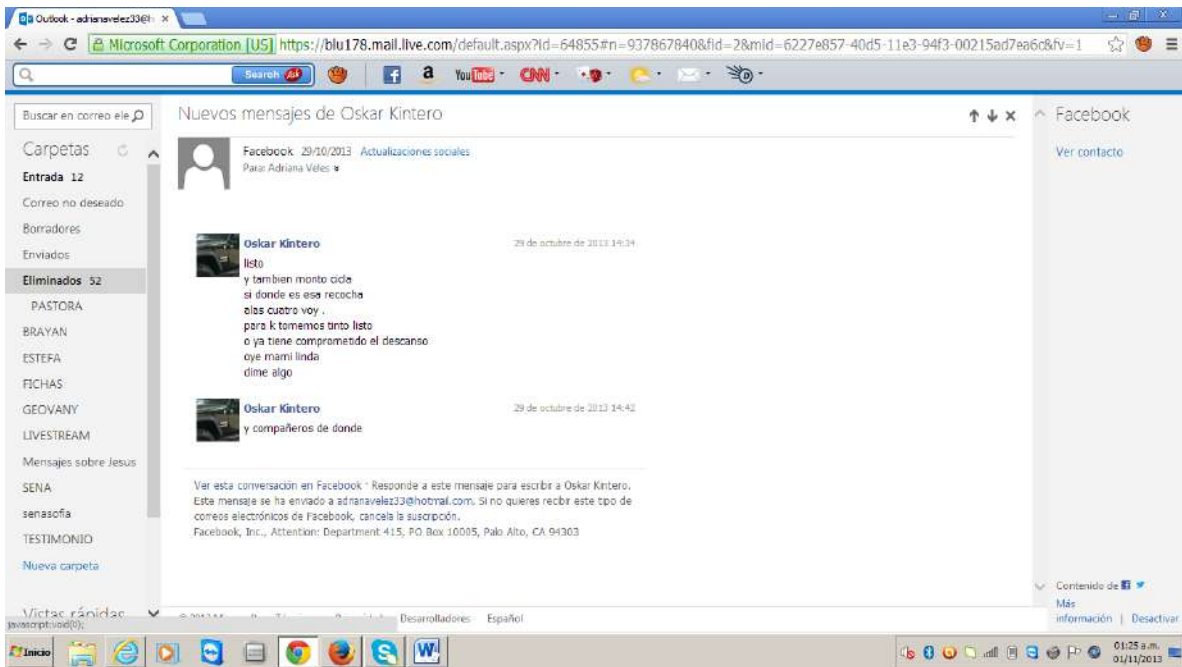 Outlook - adrianavelez33@h
Microsoft Corporation [US] https://blu178.mail.live.com/default.aspx?id=64855#n=937867840&fid=2&mid=6227e857-40d5-11e3-94f3-00215ad7ea6c&fv=1
Search
a YouTube CNN
Buscar en correo ele
Nuevos mensajes de Oskar Kintero
Facebook
Carpetas
Facebook 29/10/2013 Actualizaciones sociales
Para: Adriana Veles
Ver contacto
Entrada 12
Correo no deseado
Borradores
Enviados
Eliminados 52
PASTORA
BRAYAN
ESTEFA
FICHAS
GEOVANY
LIVESTREAM
Mensajes sobre Jesus
SENA
senasofia
TESTIMONIO
Nueva carpeta
Vistas rápidas
Oskar Kintero 29 de octubre de 2013 14:34
listo
y tambien monto cicla
si donde es esa recocha
alas cuatro voy .
para k tomemos tinto listo
o ya tiene comprometido el descanso
oye mami linda
dime algo
Oskar Kintero 29 de octubre de 2013 14:42
y compañeros de donde
Ver esta conversación en Facebook · Responde a este mensaje para escribir a Oskar Kintero.
Este mensaje se ha enviado a adrianavelez33@hotmail.com. Si no quieres recibir este tipo de
correos electrónicos de Facebook, cancela la suscripción.
Facebook, Inc., Attention: Department 415, PO Box 10005, Palo Alto, CA 94303
Desarrolladores Español
Contenido de
Más
información | Desactivar
javascript:void(0);
Inicio
01:25 a.m.
01/11/2013